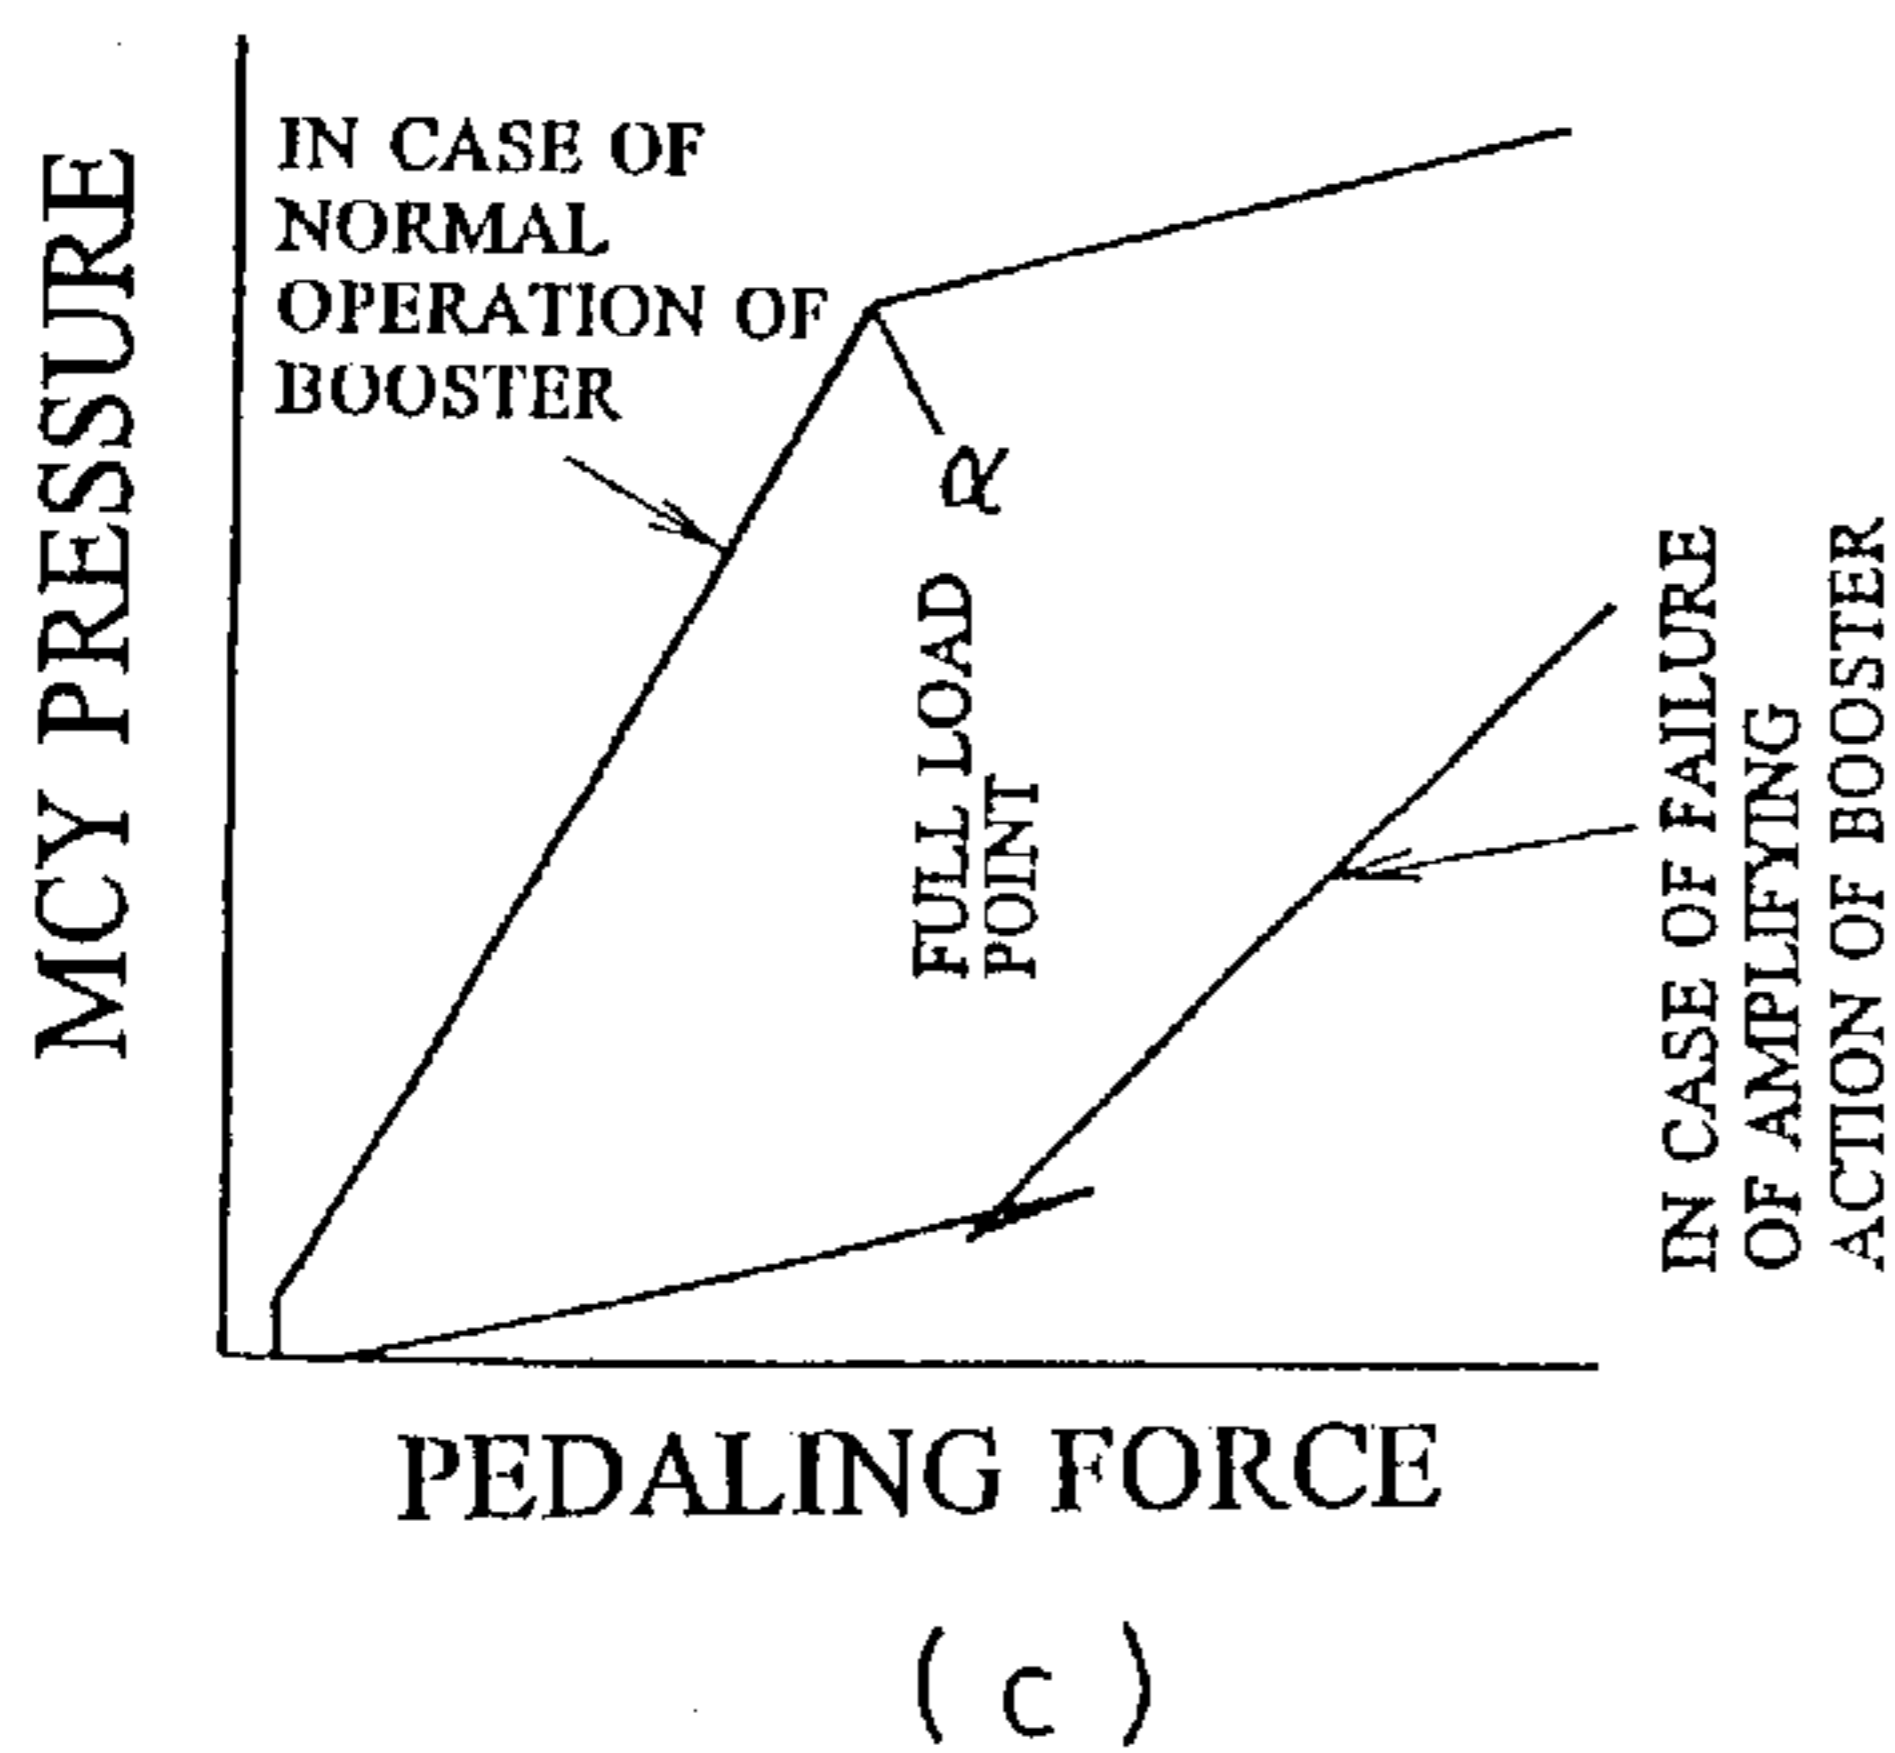 MCY PRESSURE
IN CASE OF
NORMAL
OPERATION OF
BOOSTER
α
FULL LOAD
POINT
IN CASE OF FAILURE
OF AMPLIFYING
ACTION OF BOOSTER
PEDALING FORCE
(c)